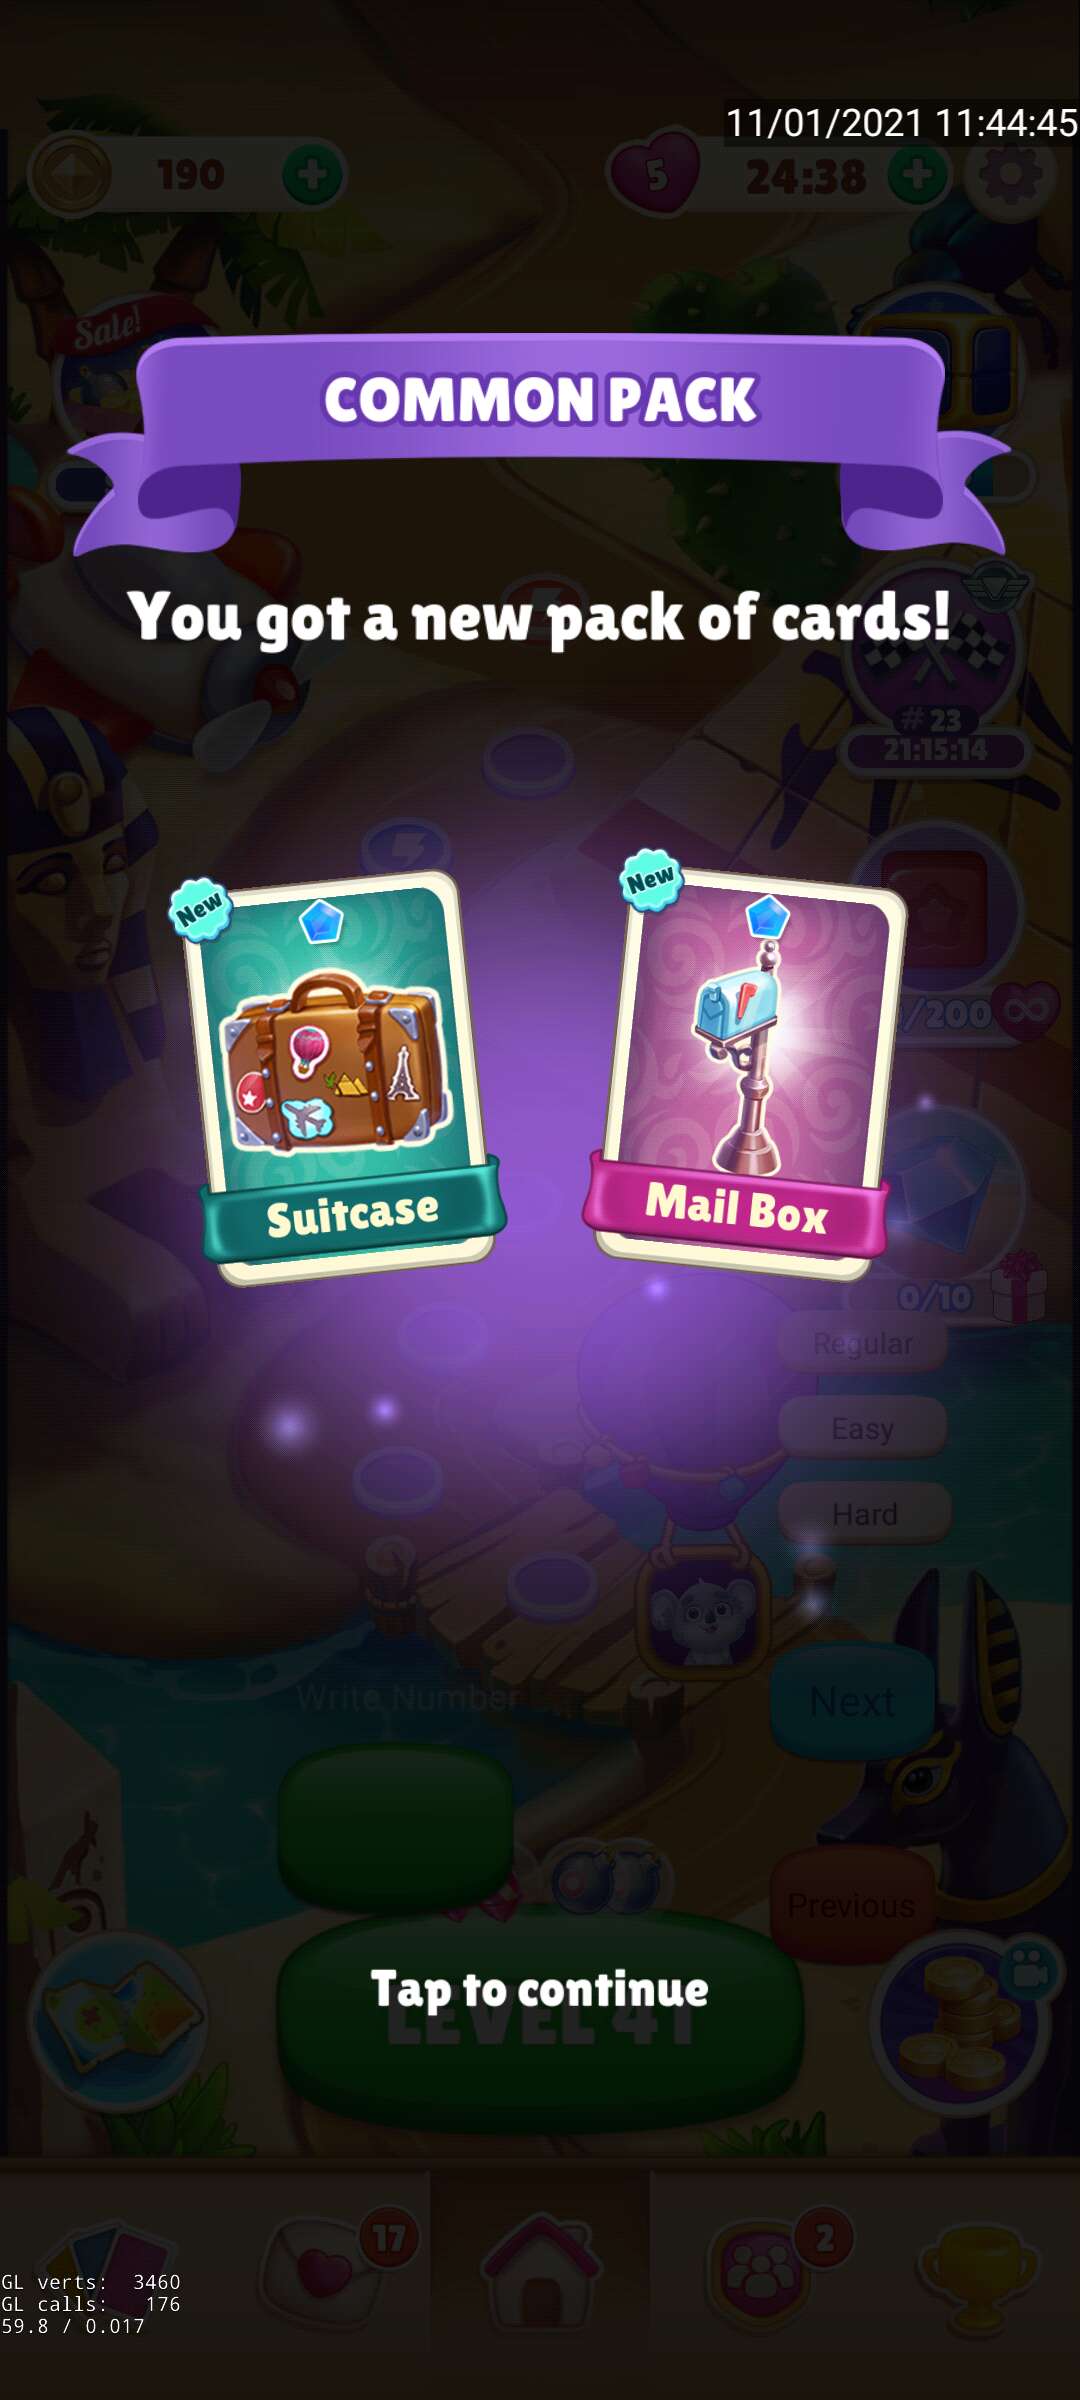 11/01/2021 11:44:45
190
5
24:38
Sale!
COMMON PACK
You got a new pack of cards!
# 23
21:15:14
New
New
/200
Suitcase
Mail Box
0/10
Regular
Easy
Hard
Write Number
Next
Previous
Tap to continue
LEVEL 41
17
2
GL verts: 3460
GL calls: 176
59.8 / 0.017